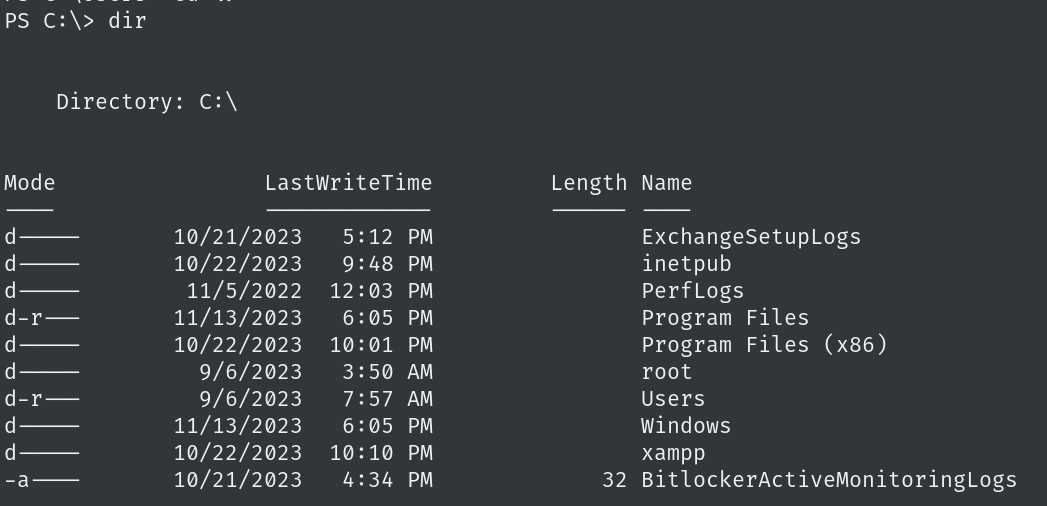 PS C:\> dir
Directory: C:\
Mode LastWriteTime Length Name
---- ------------- ------ ----
d----- 10/21/2023 5:12 PM ExchangeSetupLogs
d----- 10/22/2023 9:48 PM inetpub
d----- 11/5/2022 12:03 PM PerfLogs
d-r--- 11/13/2023 6:05 PM Program Files
d----- 10/22/2023 10:01 PM Program Files (x86)
d----- 9/6/2023 3:50 AM root
d-r--- 9/6/2023 7:57 AM Users
d----- 11/13/2023 6:05 PM Windows
d----- 10/22/2023 10:10 PM xampp
-a---- 10/21/2023 4:34 PM 32 BitlockerActiveMonitoringLogs